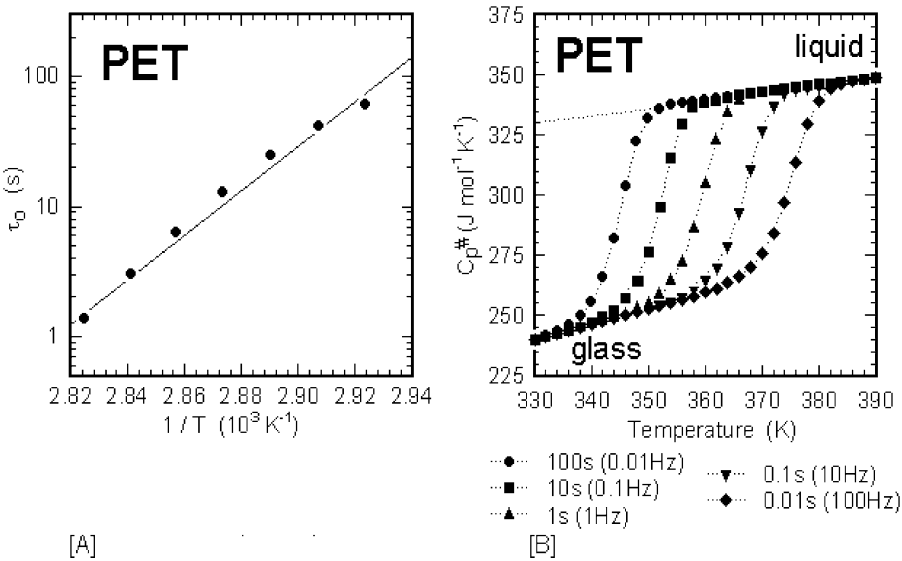 PET
100
10
1
τo (s)
2.82 2.84 2.86 2.88 2.90 2.92 2.94
1 / T (10³ K⁻¹)
[A]
PET
liquid
350
325
300
275
250
225
Cp# (J mol⁻¹ K⁻¹)
glass
330 340 350 360 370 380 390
Temperature (K)
100s (0.01Hz)
10s (0.1Hz)
1s (1Hz)
0.1s (10Hz)
0.01s (100Hz)
[B]